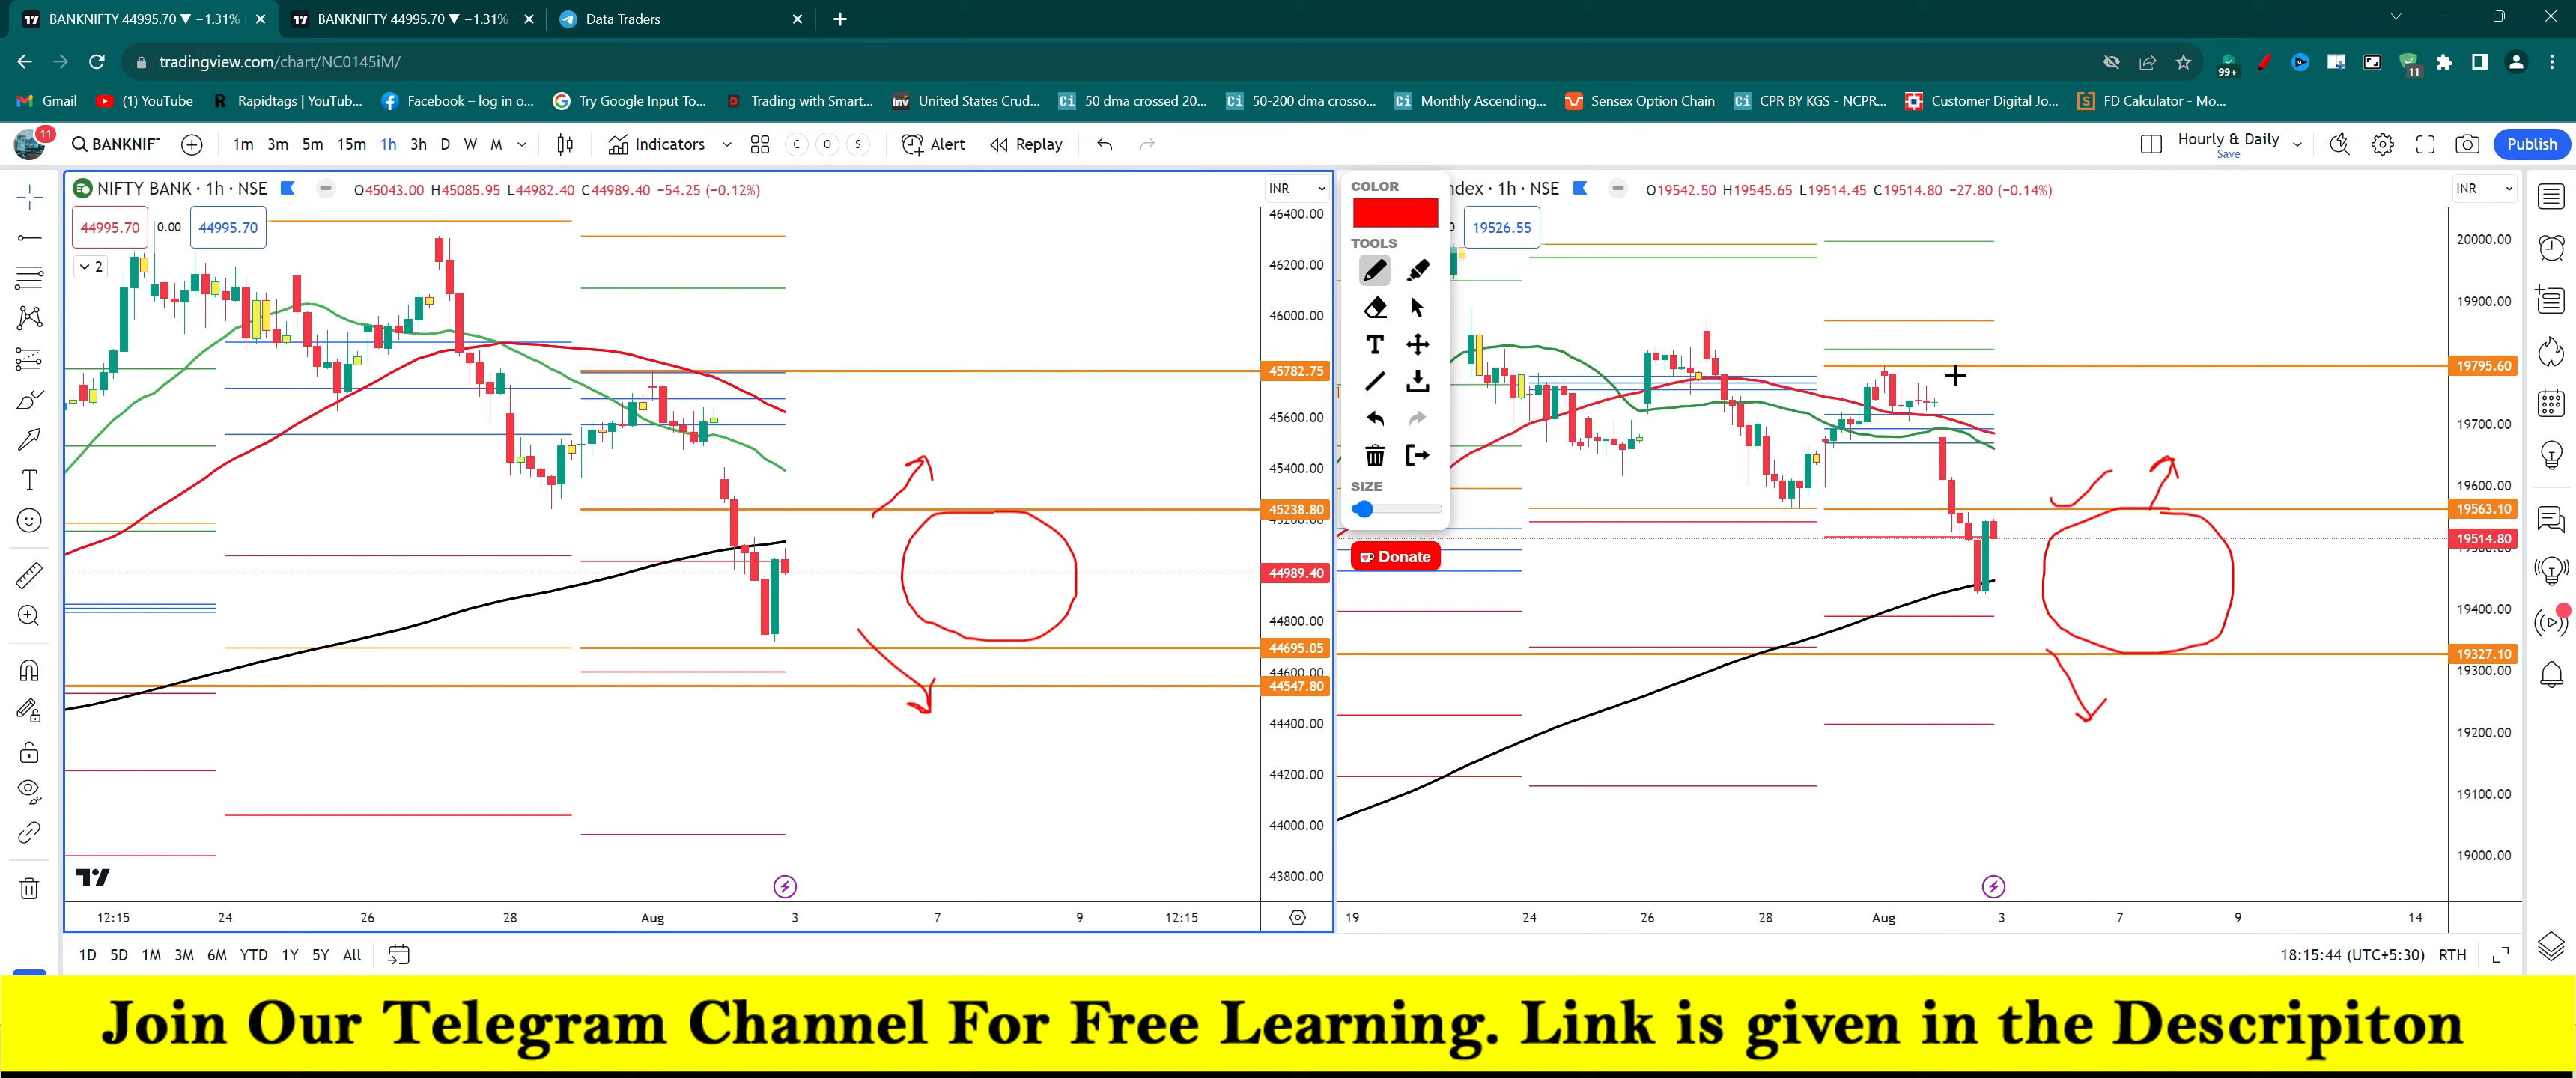 BANKNIFTY 44995.70 ▼ −1.31%
BANKNIFTY 44995.70 ▼ −1.31%
Data Traders
tradingview.com/chart/NC0145iM/
99+
11
Gmail
(1) YouTube
Rapidtags | YouTub...
Facebook – log in o...
Try Google Input To...
Trading with Smart...
United States Crud...
50 dma crossed 20...
50-200 dma crosso...
Monthly Ascending...
Sensex Option Chain
CPR BY KGS - NCPR...
Customer Digital Jo...
FD Calculator - Mo...
11
BANKNIF
1m 3m 5m 15m 1h 3h D W M
Indicators
C O S
Alert
Replay
Hourly & Daily
Save
Publish
NIFTY BANK · 1h · NSE
O45043.00 H45085.95 L44982.40 C44989.40 −54.25 (−0.12%)
INR
44995.70 0.00 44995.70
2
46400.00
46200.00
46000.00
45782.75
45600.00
45400.00
45238.80
44989.40
44800.00
44695.05
44600.00
44547.80
44400.00
44200.00
44000.00
43800.00
12:15 24 26 28 Aug 3 7 9 12:15
COLOR
TOOLS
T
SIZE
Donate
ndex · 1h · NSE
O19542.50 H19545.65 L19514.45 C19514.80 −27.80 (−0.14%)
INR
19526.55
20000.00
19900.00
19795.60
19700.00
19600.00
19563.10
19514.80
19400.00
19327.10
19300.00
19200.00
19100.00
19000.00
19 24 26 28 Aug 3 7 9 14
1D 5D 1M 3M 6M YTD 1Y 5Y All
18:15:44 (UTC+5:30) RTH
Join Our Telegram Channel For Free Learning. Link is given in the Descripiton